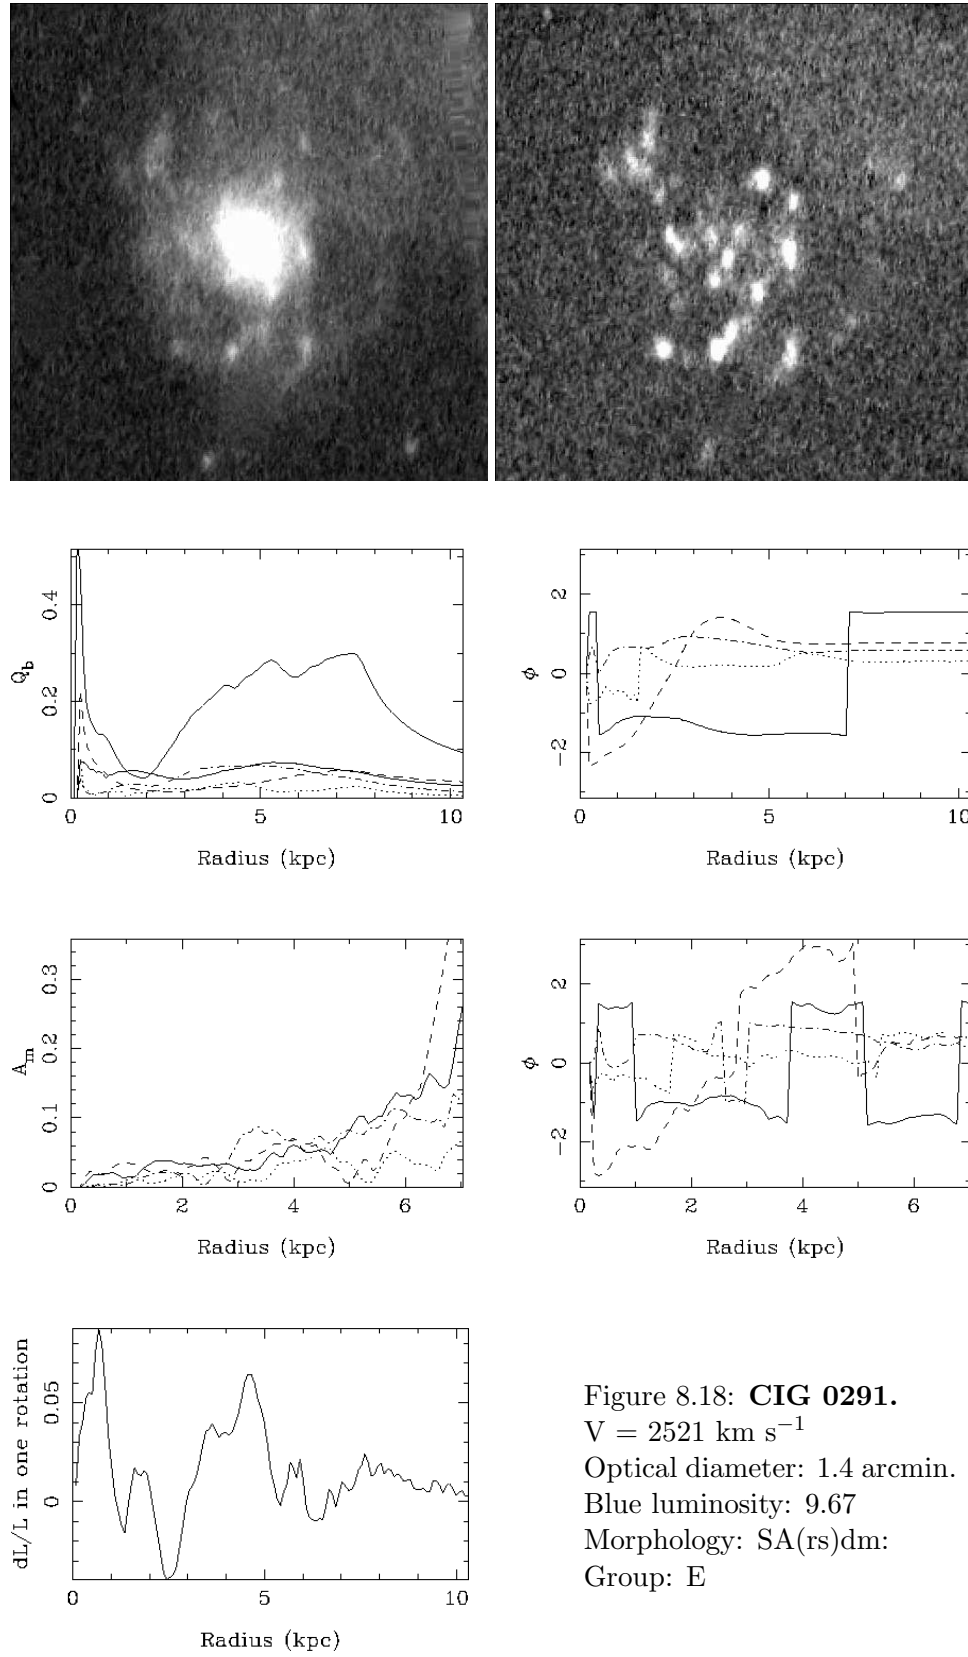 0.4
0.2
0
Q_b
0 5 10
Radius (kpc)
2
0
−2
φ
0 5 10
Radius (kpc)
0.3
0.2
0.1
0
A_m
0 2 4 6
Radius (kpc)
2
0
−2
φ
0 2 4 6
Radius (kpc)
0.05
0
dL/L in one rotation
0 5 10
Radius (kpc)
Figure 8.18: CIG 0291.
V = 2521 km s⁻¹
Optical diameter: 1.4 arcmin.
Blue luminosity: 9.67
Morphology: SA(rs)dm:
Group: E